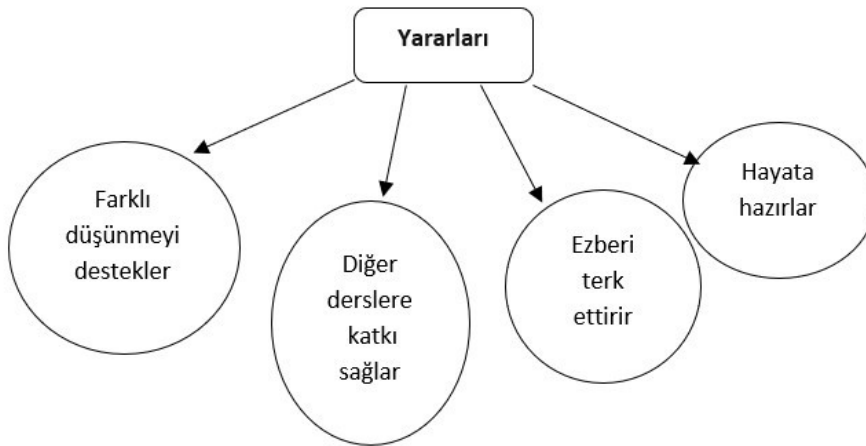 Yararları
Farklı
düşünmeyi
destekler
Diğer
derslere
katkı
sağlar
Ezberi
terk
ettirir
Hayata
hazırlar